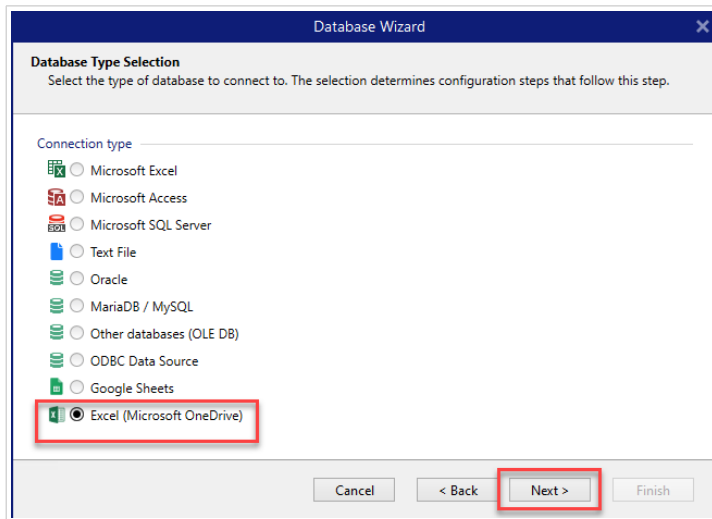 Database Wizard
Database Type Selection
Select the type of database to connect to. The selection determines configuration steps that follow this step.
Connection type
Microsoft Excel
Microsoft Access
SQL Microsoft SQL Server
Text File
Oracle
MariaDB / MySQL
Other databases (OLE DB)
ODBC Data Source
Google Sheets
Excel (Microsoft OneDrive)
Cancel < Back Next > Finish